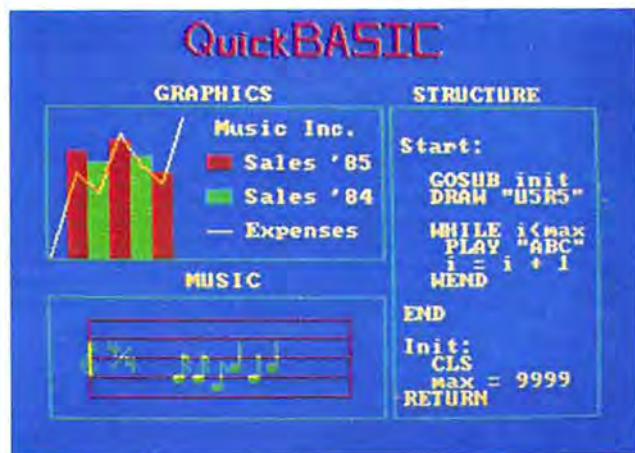 QuickBASIC
GRAPHICS
Music Inc.
Sales '85
Sales '84
Expenses
MUSIC
STRUCTURE
Start:
GOSUB init
DRAW "U5R5"
WHILE i<max
PLAY "ABC"
i = i + 1
WEND
END
Init:
CLS
max = 9999
RETURN